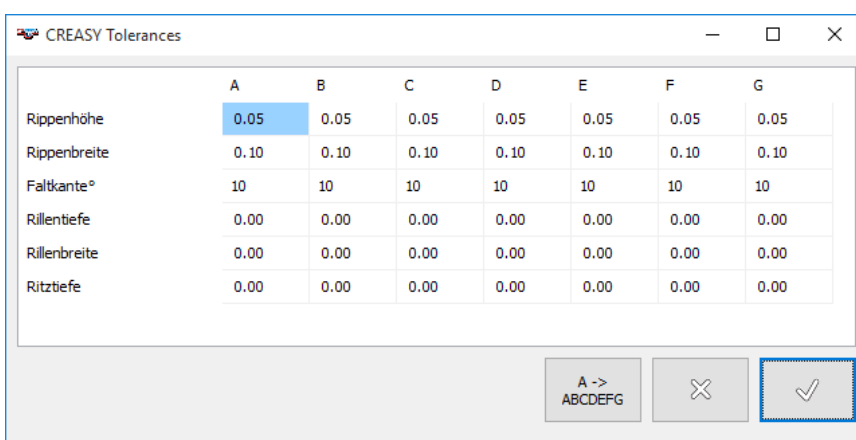 CREASY Tolerances
A B C D E F G
Rippenhöhe 0.05 0.05 0.05 0.05 0.05 0.05 0.05
Rippenbreite 0.10 0.10 0.10 0.10 0.10 0.10 0.10
Faltkante° 10 10 10 10 10 10 10
Rillentiefe 0.00 0.00 0.00 0.00 0.00 0.00 0.00
Rillenbreite 0.00 0.00 0.00 0.00 0.00 0.00 0.00
Ritztiefe 0.00 0.00 0.00 0.00 0.00 0.00 0.00
A ->
ABCDEFG